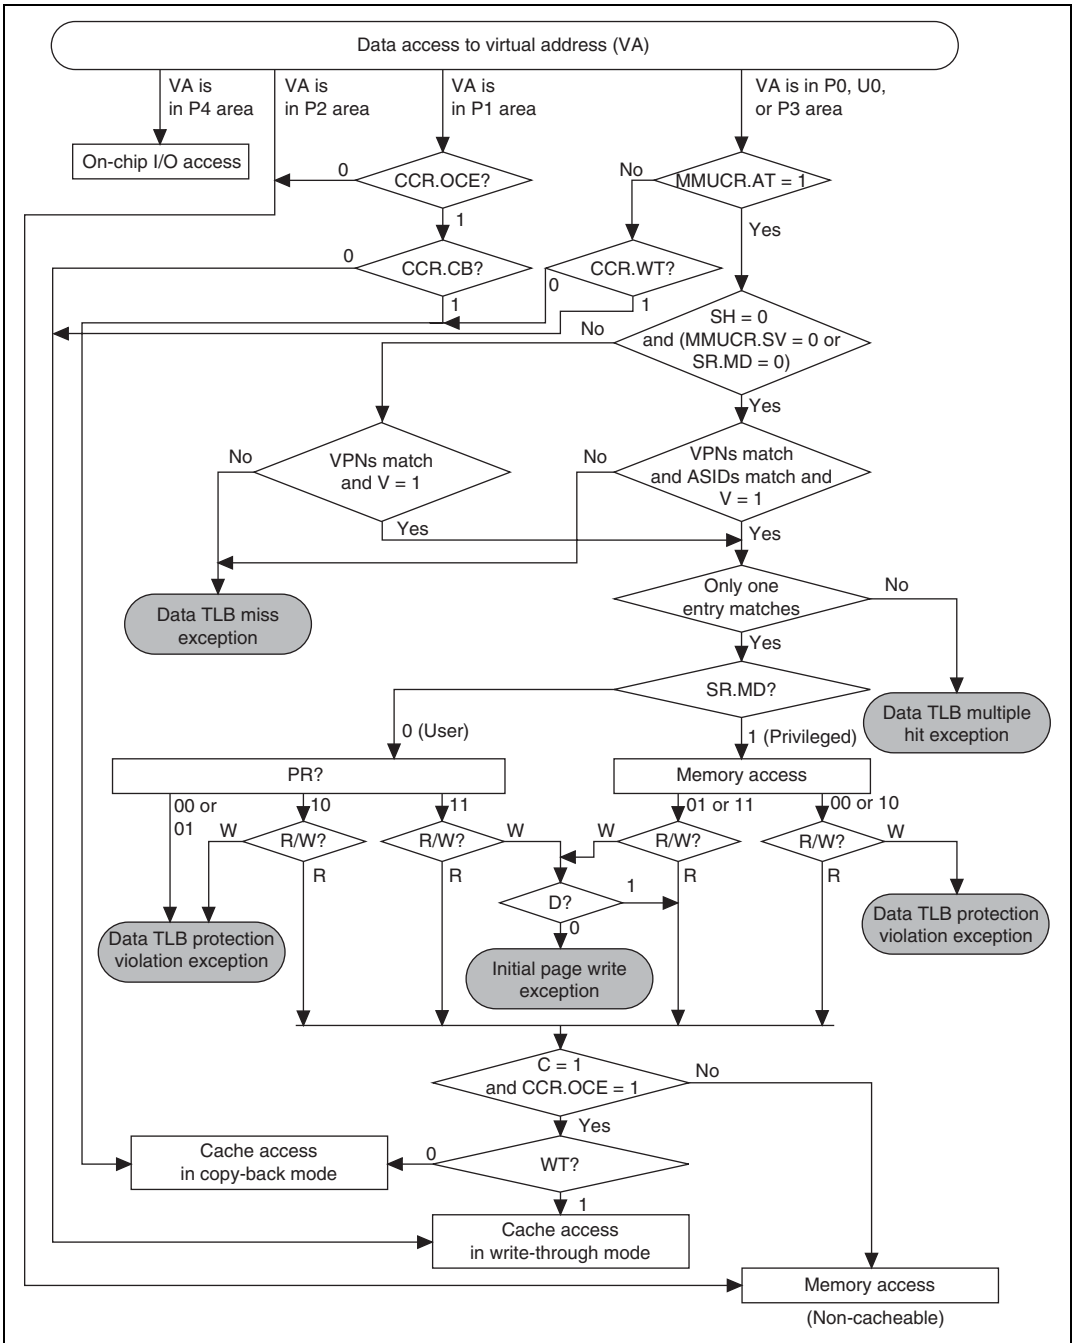 Data access to virtual address (VA)
VA is
in P4 area
VA is
in P2 area
VA is
in P1 area
VA is in P0, U0,
or P3 area
On-chip I/O access
0
CCR.OCE?
No
MMUCR.AT = 1
1
Yes
0
CCR.CB?
CCR.WT?
0
1
1
SH = 0
and (MMUCR.SV = 0 or
SR.MD = 0)
No
Yes
No
VPNs match
and V = 1
No
VPNs match
and ASIDs match and
V = 1
Yes
Yes
Only one
entry matches
No
Data TLB miss
exception
Yes
SR.MD?
0 (User)
1 (Privileged)
Data TLB multiple
hit exception
PR?
Memory access
00 or
01
10
11
01 or 11
00 or 10
W
R/W?
R/W?
W
W
R/W?
R/W?
W
R
R
R
R
D?
1
0
Data TLB protection
violation exception
Initial page write
exception
Data TLB protection
violation exception
C = 1
and CCR.OCE = 1
No
Yes
Cache access
in copy-back mode
0
WT?
1
Cache access
in write-through mode
Memory access
(Non-cacheable)